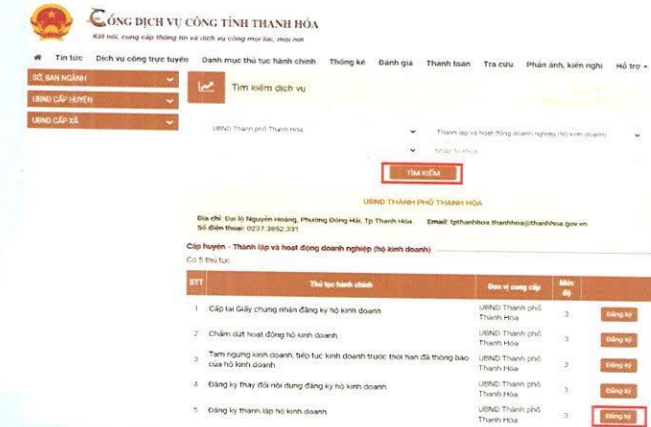 CỔNG DỊCH VỤ CÔNG TỈNH THANH HÓA
Kết nối, cung cấp thông tin và dịch vụ công mọi lúc, mọi nơi
Tin tức Dịch vụ công trực tuyến Danh mục thủ tục hành chính Thống kê Đánh giá Thanh toán Tra cứu Phản ánh, kiến nghị Hỗ trợ
SỞ, BAN NGÀNH
UBND CẤP HUYỆN
UBND CẤP XÃ
Tìm kiếm dịch vụ
UBND Thành phố Thanh Hóa
Thành lập và hoạt động doanh nghiệp (hộ kinh doanh)
Nhập từ khóa
TÌM KIẾM
UBND THÀNH PHỐ THANH HÓA
Địa chỉ: Đại lộ Nguyễn Hoàng, Phường Đông Hải, Tp Thanh Hóa Email: tpthanhhoa.thanhhoa@thanhhoa.gov.vn
Số điện thoại: 0237.3852.331
Cấp huyện - Thành lập và hoạt động doanh nghiệp (hộ kinh doanh)
Có 5 thủ tục
STT Thủ tục hành chính Đơn vị cung cấp Mức độ
1 Cấp lại Giấy chứng nhận đăng ký hộ kinh doanh UBND Thành phố Thanh Hóa 3 Đăng ký
2 Chấm dứt hoạt động hộ kinh doanh UBND Thành phố Thanh Hóa 3 Đăng ký
3 Tạm ngừng kinh doanh, tiếp tục kinh doanh trước thời hạn đã thông báo của hộ kinh doanh UBND Thành phố Thanh Hóa 3 Đăng ký
4 Đăng ký thay đổi nội dung đăng ký hộ kinh doanh UBND Thành phố Thanh Hóa 3 Đăng ký
5 Đăng ký thành lập hộ kinh doanh UBND Thành phố Thanh Hóa 3 Đăng ký